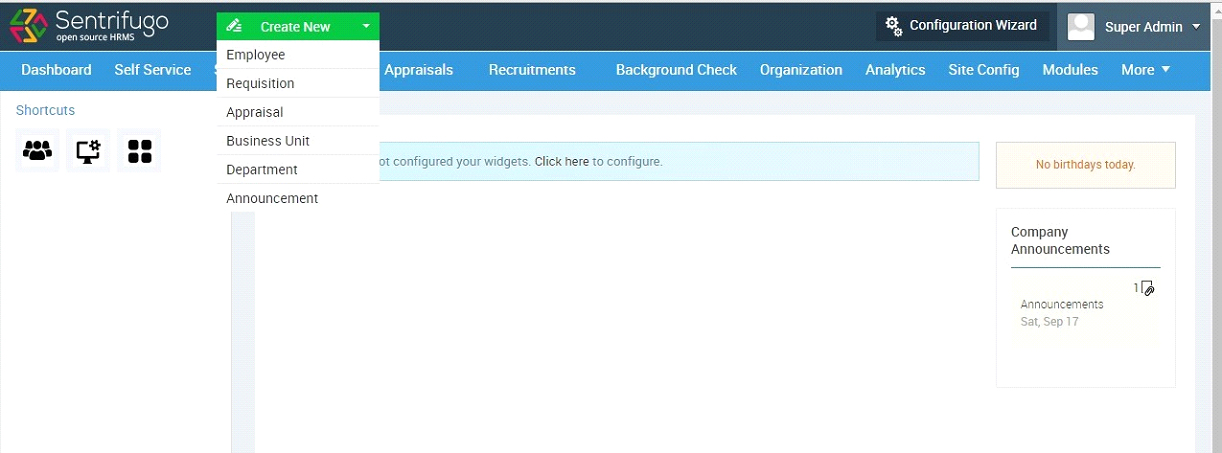 Sentrifugo
open source HRMS
Create New
Configuration Wizard
Super Admin
Dashboard Self Service Appraisals Recruitments Background Check Organization Analytics Site Config Modules More
Employee
Requisition
Appraisal
Business Unit
Department
Announcement
Shortcuts
ot configured your widgets. Click here to configure.
No birthdays today.
Company
Announcements
1
Announcements
Sat, Sep 17